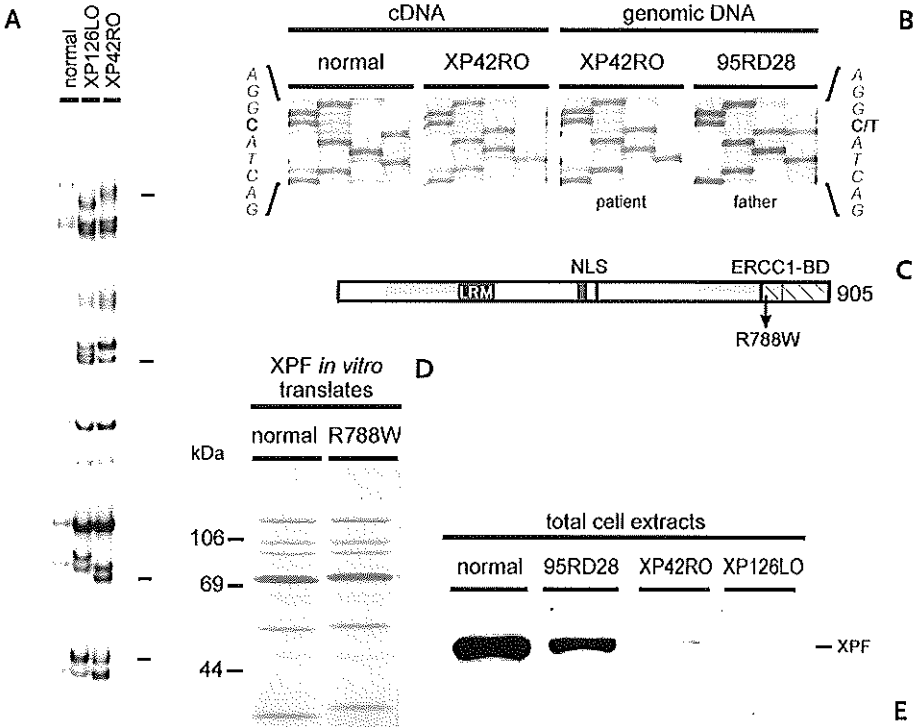 A
normal
XP126LO
XP42RO
cDNA
genomic DNA
B
normal
XP42RO
XP42RO
95RD28
A
G
G
C
A
T
C
A
G
A
G
G
C/T
A
T
C
A
G
patient
father
NLS
ERCC1-BD
C
LRM
905
R788W
XPF in vitro
translates
D
normal
R788W
kDa
106
69
44
total cell extracts
normal
95RD28
XP42RO
XP126LO
XPF
E